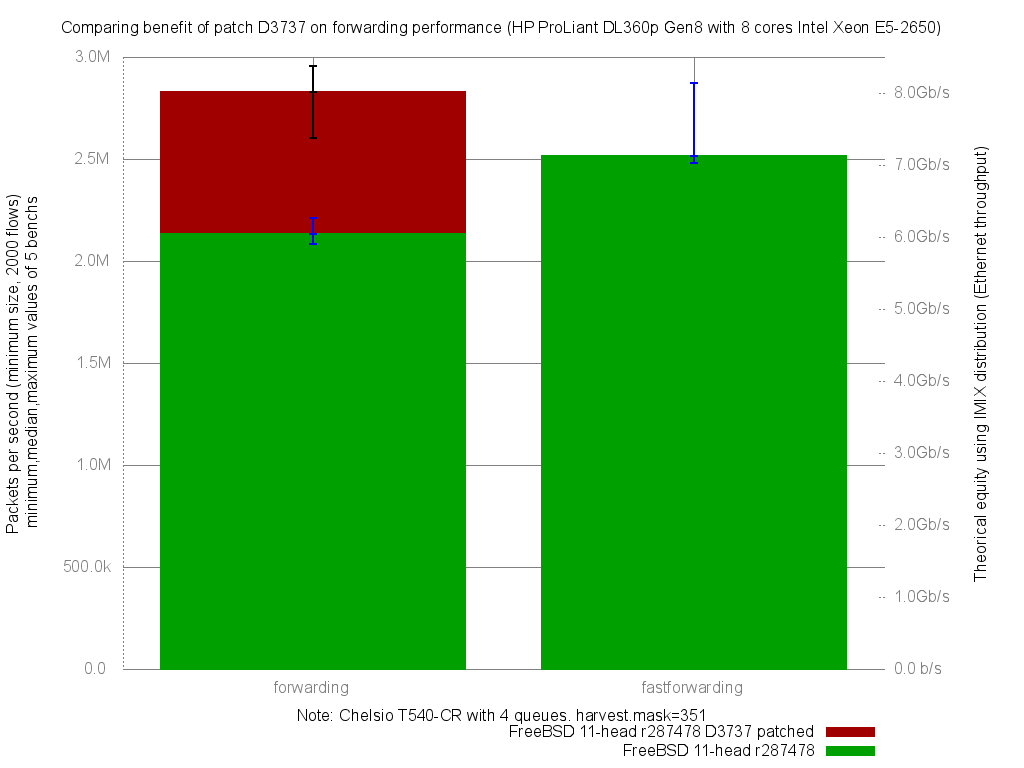 Comparing benefit of patch D3737 on forwarding performance (HP ProLiant DL360p Gen8 with 8 cores Intel Xeon E5-2650)
Packets per second (minimum size, 2000 flows)
minimum,median,maximum values of 5 benchs
3.0M
2.5M
2.0M
1.5M
1.0M
500.0k
0.0
8.0Gb/s
7.0Gb/s
6.0Gb/s
5.0Gb/s
4.0Gb/s
3.0Gb/s
2.0Gb/s
1.0Gb/s
0.0 b/s
Theorical equity using IMIX distribution (Ethernet throughput)
forwarding
fastforwarding
Note: Chelsio T540-CR with 4 queues. harvest.mask=351
FreeBSD 11-head r287478 D3737 patched
FreeBSD 11-head r287478